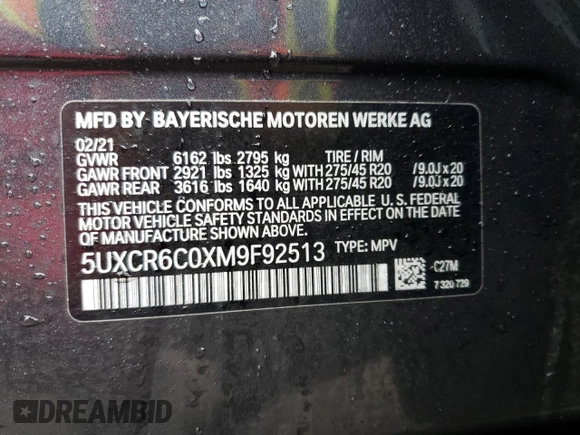 MFD BY BAYERISCHE MOTOREN WERKE AG
02/21
GVWR 6162 lbs 2795 kg TIRE / RIM
GAWR FRONT 2921 lbs 1325 kg WITH 275/45 R20 /9.0J x 20
GAWR REAR 3616 lbs 1640 kg WITH 275/45 R20 /9.0J x 20
THIS VEHICLE CONFORMS TO ALL APPLICABLE U. S. FEDERAL
MOTOR VEHICLE SAFETY STANDARDS IN EFFECT ON THE
DATE OF MANUFACTURE SHOWN ABOVE.
5UXCR6C0XM9F92513 TYPE: MPV
C27M
7 320 729
DREAMBID